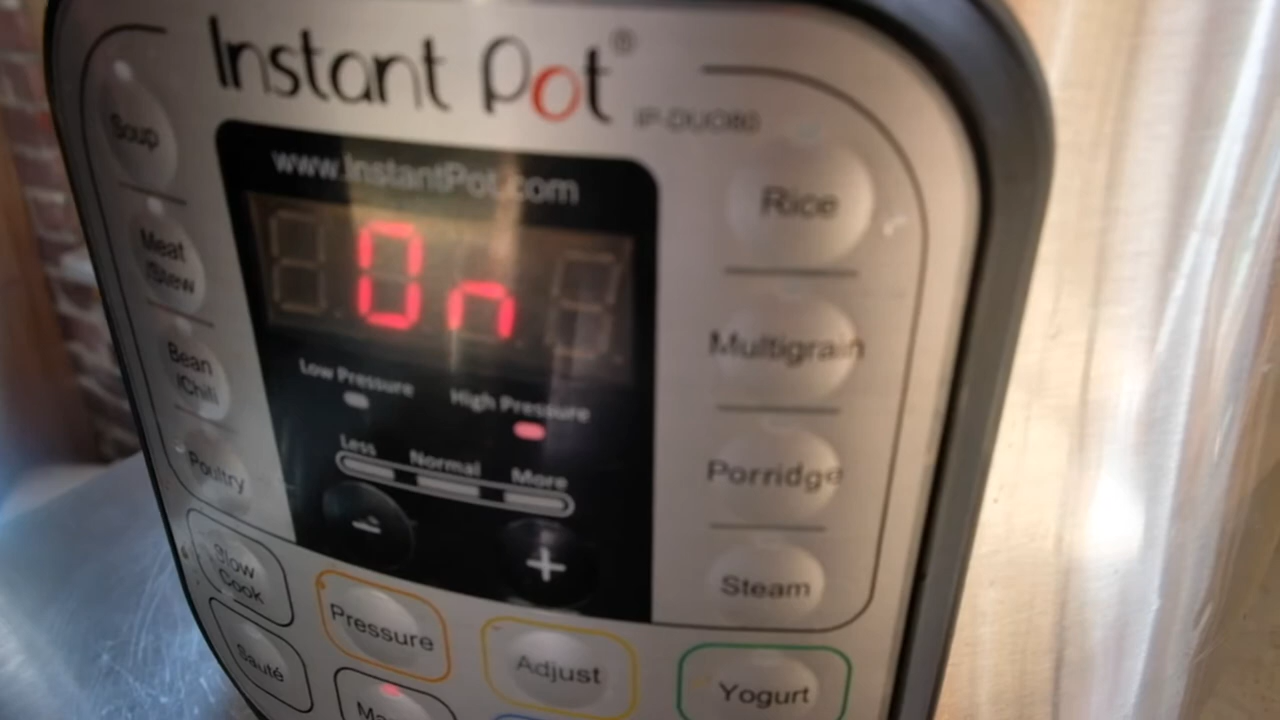 Instant Pot®
IP-DUO80
www.InstantPot.com
On
Low Pressure
High Pressure
Less
Normal
More
-
+
Soup
Meat
/Stew
Bean
/Chili
Poultry
Slow
Cook
Sauté
Rice
Multigrain
Porridge
Steam
Pressure
Adjust
Yogurt